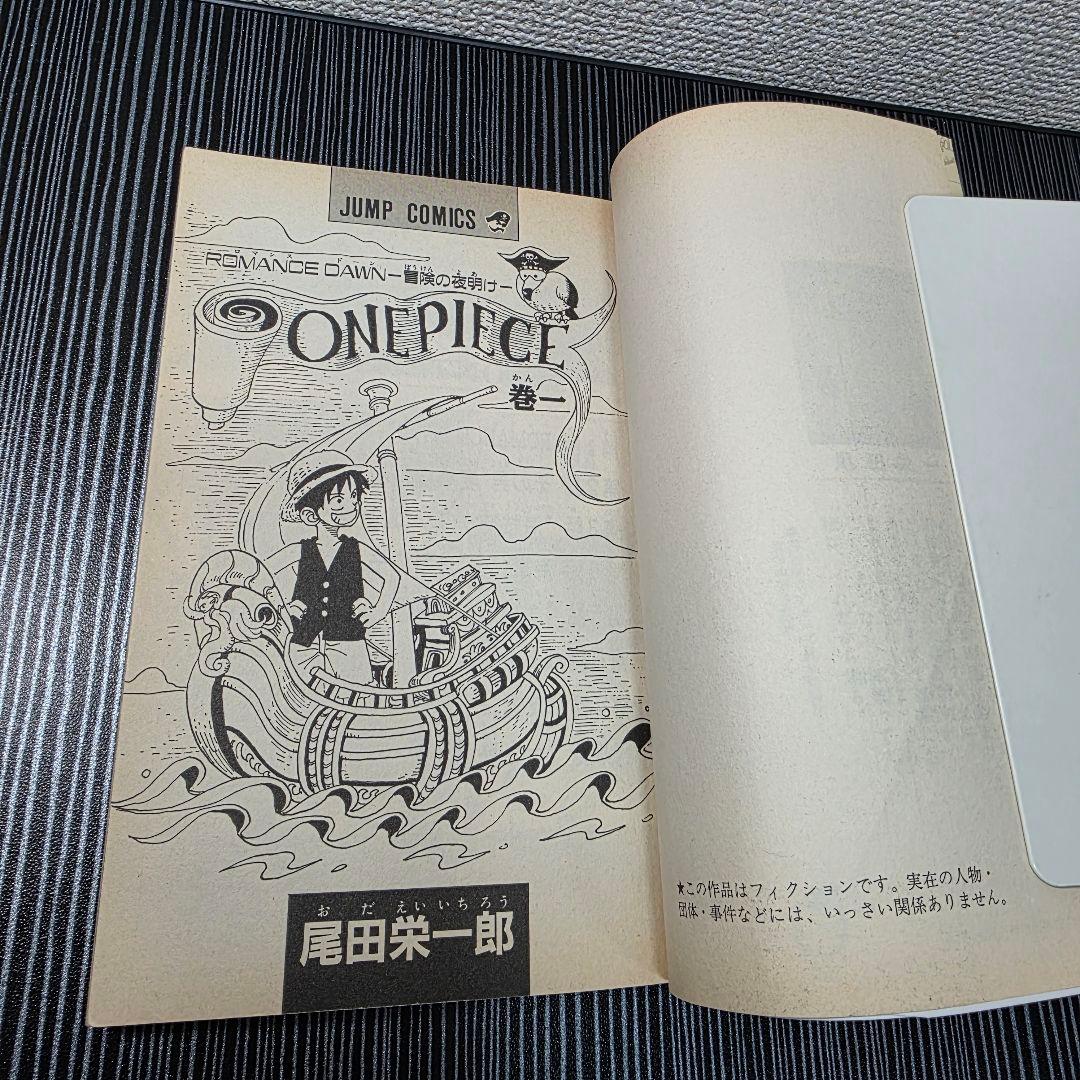 JUMP COMICS
ROMANCE DAWN-冒険の夜明け-
ONE PIECE
巻一
尾田栄一郎
おだえいいちろう
★この作品はフィクションです。実在の人物・
団体・事件などには、いっさい関係ありません。